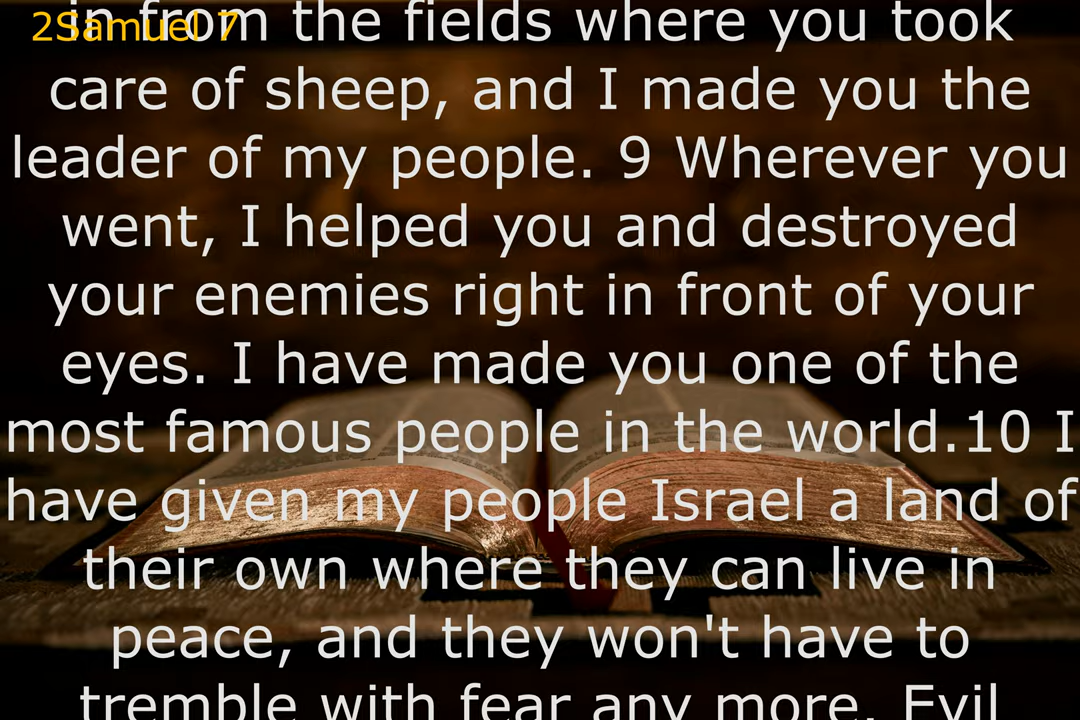 2Samuel 7
in from the fields where you took
care of sheep, and I made you the
leader of my people. 9 Wherever you
went, I helped you and destroyed
your enemies right in front of your
eyes. I have made you one of the
most famous people in the world.10 I
have given my people Israel a land of
their own where they can live in
peace, and they won't have to
tremble with fear any more. Evil